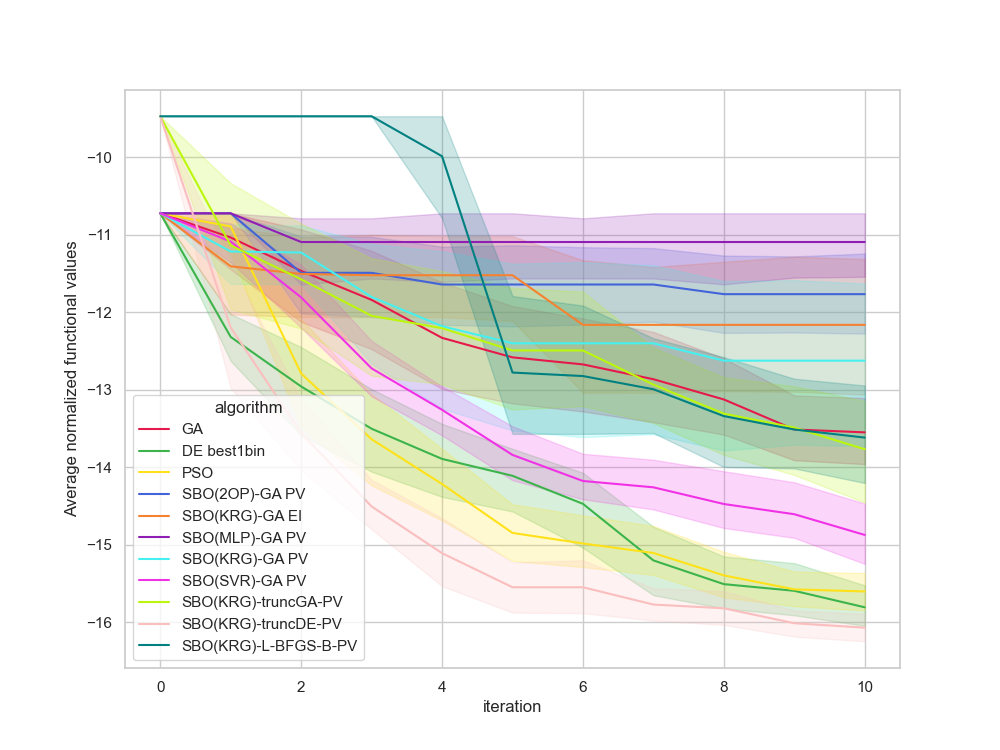 Average normalized functional values
−10
−11
−12
−13
−14
−15
−16
algorithm
GA
DE best1bin
PSO
SBO(2OP)-GA PV
SBO(KRG)-GA EI
SBO(MLP)-GA PV
SBO(KRG)-GA PV
SBO(SVR)-GA PV
SBO(KRG)-truncGA-PV
SBO(KRG)-truncDE-PV
SBO(KRG)-L-BFGS-B-PV
0 2 4 6 8 10
iteration